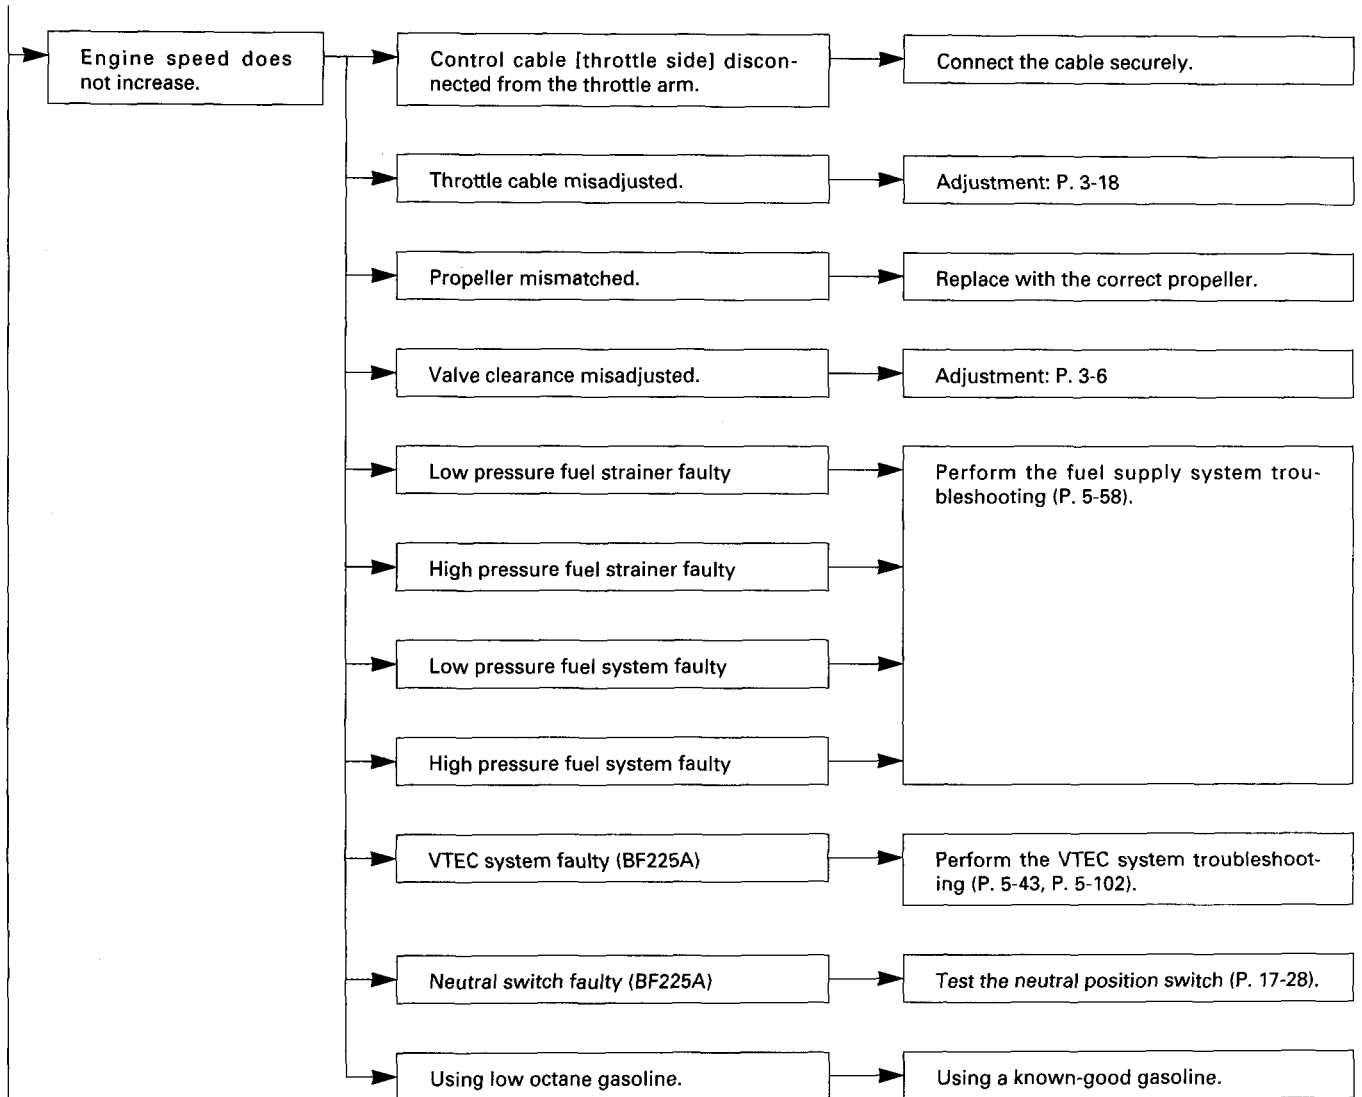 Engine speed does
not increase.
Control cable [throttle side] discon-
nected from the throttle arm.
Connect the cable securely.
Throttle cable misadjusted.
Adjustment: P. 3-18
Propeller mismatched.
Replace with the correct propeller.
Valve clearance misadjusted.
Adjustment: P. 3-6
Low pressure fuel strainer faulty
Perform the fuel supply system trou-
bleshooting (P. 5-58).
High pressure fuel strainer faulty
Low pressure fuel system faulty
High pressure fuel system faulty
VTEC system faulty (BF225A)
Perform the VTEC system troubleshoot-
ing (P. 5-43, P. 5-102).
Neutral switch faulty (BF225A)
Test the neutral position switch (P. 17-28).
Using low octane gasoline.
Using a known-good gasoline.